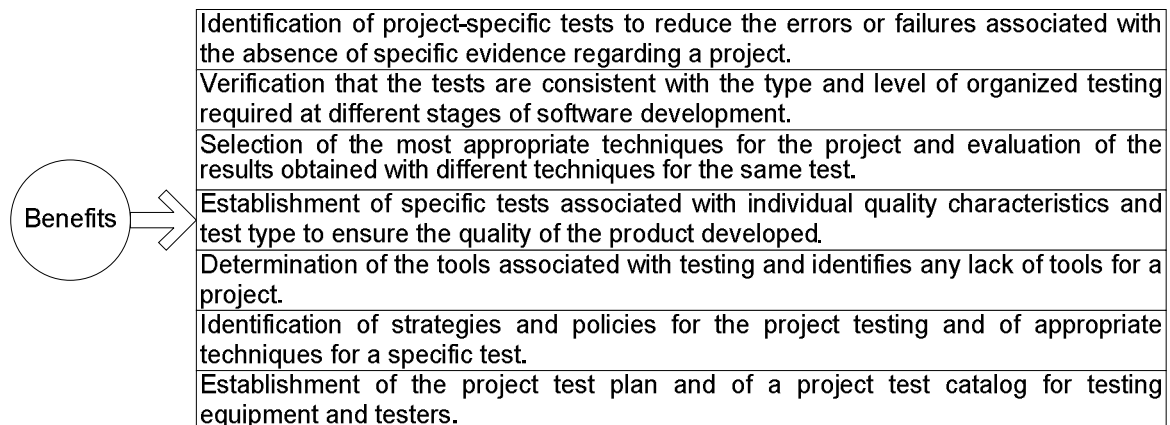 Benefits
Identification of project-specific tests to reduce the errors or failures associated with
the absence of specific evidence regarding a project.
Verification that the tests are consistent with the type and level of organized testing
required at different stages of software development.
Selection of the most appropriate techniques for the project and evaluation of the
results obtained with different techniques for the same test.
Establishment of specific tests associated with individual quality characteristics and
test type to ensure the quality of the product developed.
Determination of the tools associated with testing and identifies any lack of tools for a
project.
Identification of strategies and policies for the project testing and of appropriate
techniques for a specific test.
Establishment of the project test plan and of a project test catalog for testing
equipment and testers.